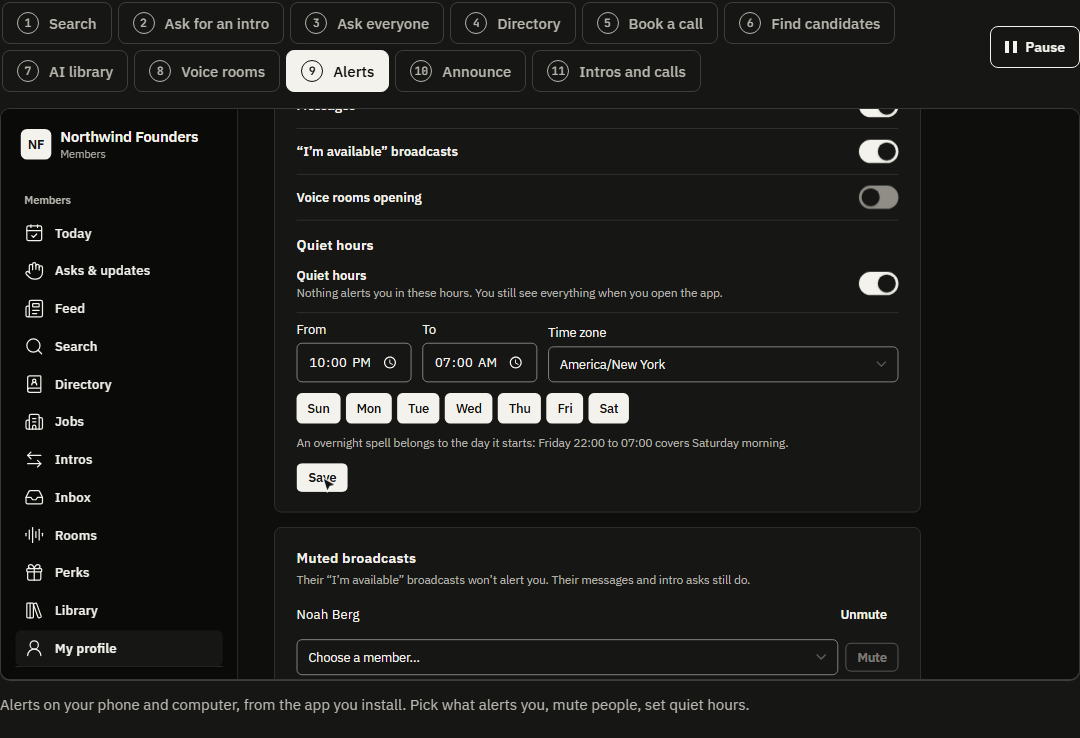 1 Search
2 Ask for an intro
3 Ask everyone
4 Directory
5 Book a call
6 Find candidates
Pause
7 AI library
8 Voice rooms
9 Alerts
10 Announce
11 Intros and calls
NF
Northwind Founders
Members
Members
Today
Asks & updates
Feed
Search
Directory
Jobs
Intros
Inbox
Rooms
Perks
Library
My profile
“I’m available” broadcasts
Voice rooms opening
Quiet hours
Quiet hours
Nothing alerts you in these hours. You still see everything when you open the app.
From
To
Time zone
10:00 PM
07:00 AM
America/New York
Sun Mon Tue Wed Thu Fri Sat
An overnight spell belongs to the day it starts: Friday 22:00 to 07:00 covers Saturday morning.
Save
Muted broadcasts
Their “I’m available” broadcasts won’t alert you. Their messages and intro asks still do.
Noah Berg
Unmute
Choose a member...
Mute
Alerts on your phone and computer, from the app you install. Pick what alerts you, mute people, set quiet hours.